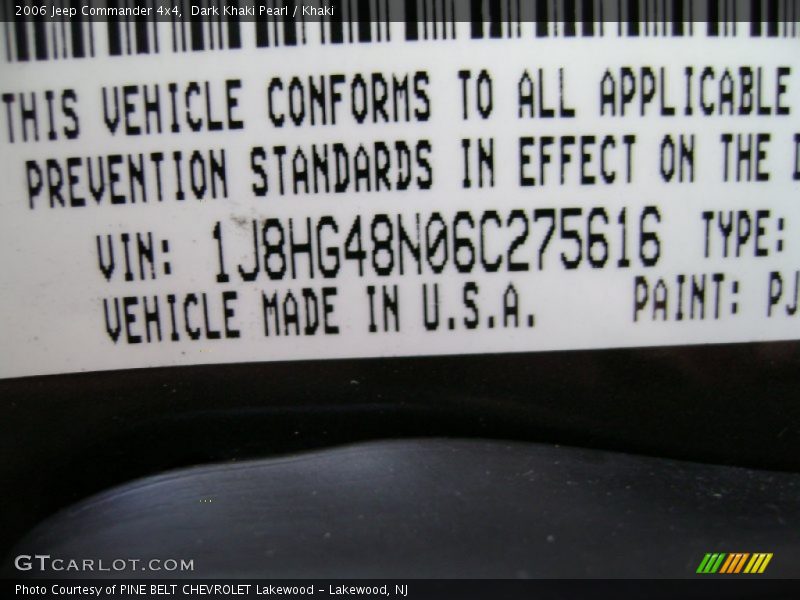 2006 Jeep Commander 4x4, Dark Khaki Pearl / Khaki
THIS VEHICLE CONFORMS TO ALL APPLICABLE
PREVENTION STANDARDS IN EFFECT ON THE
VIN: 1J8HG48N06C275616 TYPE:
VEHICLE MADE IN U.S.A. PAINT: PJ
GTCARLOT.COM
Photo Courtesy of PINE BELT CHEVROLET Lakewood - Lakewood, NJ